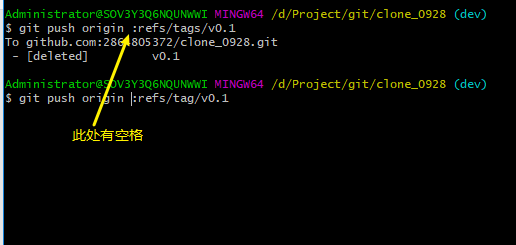 Administrator@SOV3Y3Q6NQUNWWI MINGW64 /d/Project/git/clone_0928 (dev)
$ git push origin :refs/tags/v0.1
To github.com:286 805372/clone_0928.git
 - [deleted]         v0.1
Administrator@SOV3Y3Q6NQUNWWI MINGW64 /d/Project/git/clone_0928 (dev)
$ git push origin :refs/tag/v0.1
此处有空格